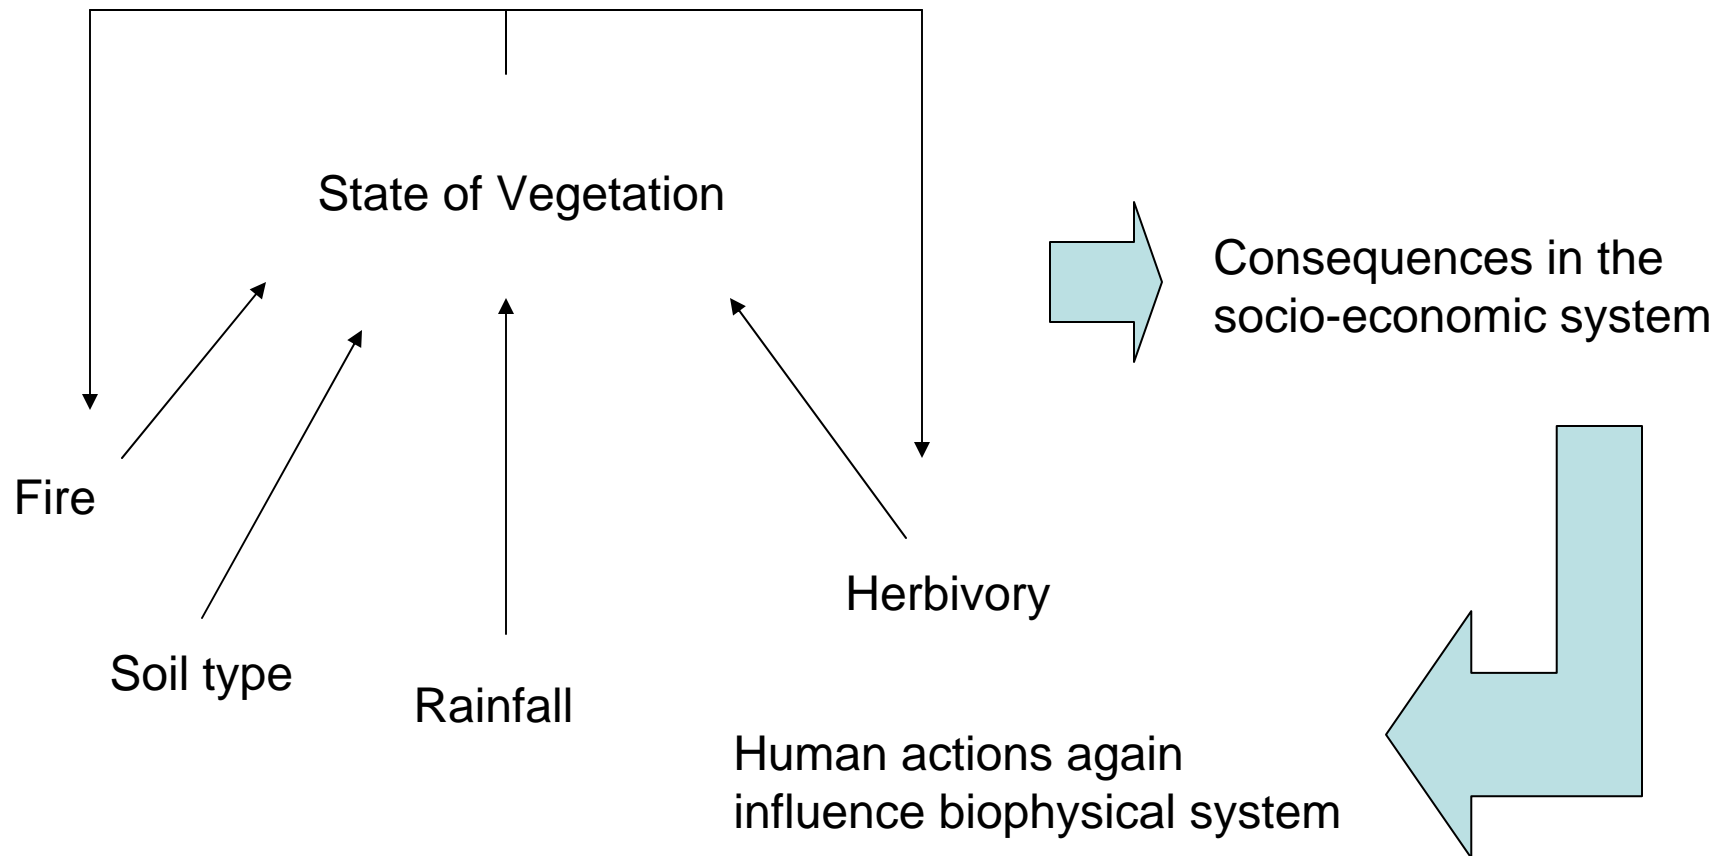 State of Vegetation
Consequences in the
socio-economic system
Fire
Herbivory
Soil type
Rainfall
Human actions again
influence biophysical system